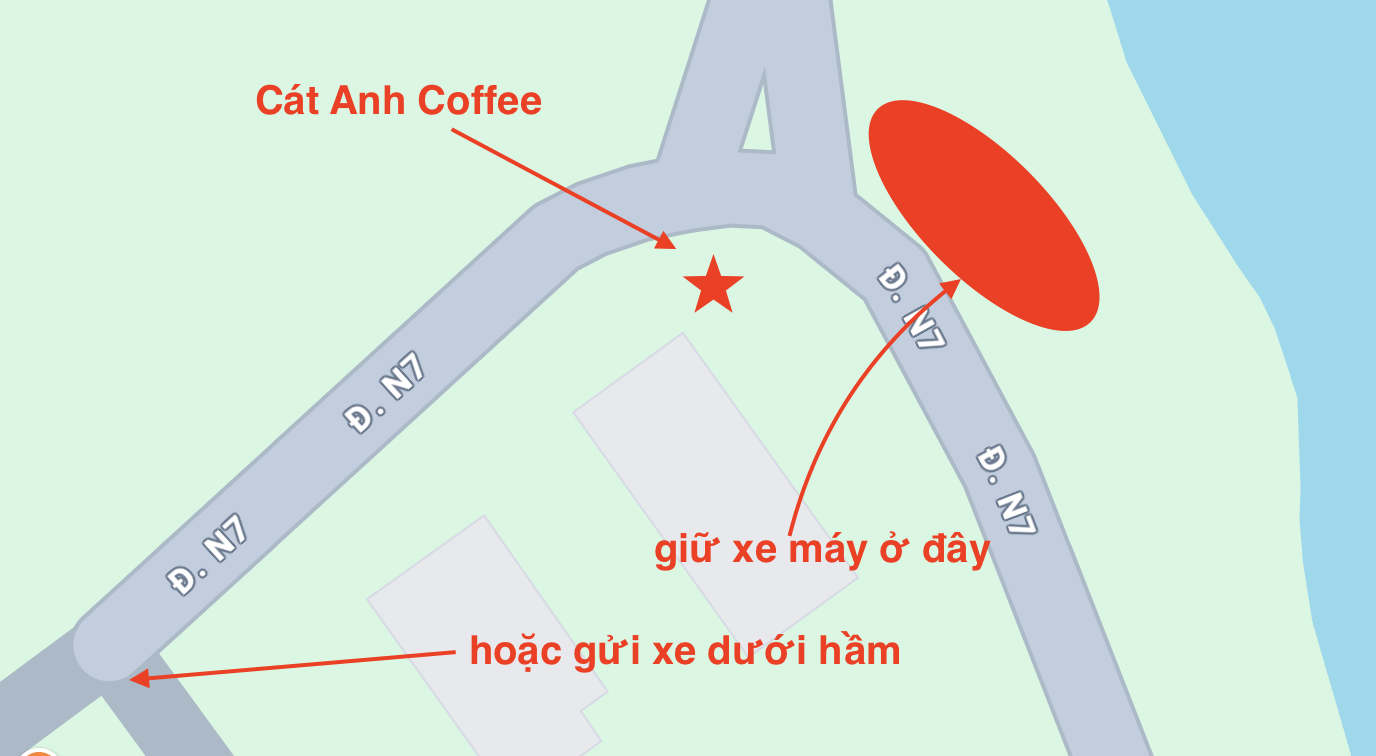 Cát Anh Coffee
Đ. N7
Đ. N7
Đ. N7
giữ xe máy ở đây
Đ. N7
hoặc gửi xe dưới hầm